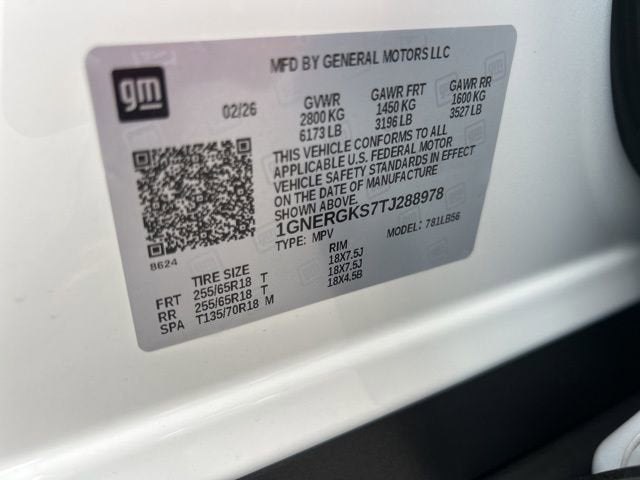 MFD BY GENERAL MOTORS LLC
gm
02/26
GVWR GAWR FRT GAWR RR
2800 KG 1450 KG 1600 KG
6173 LB 3196 LB 3527 LB
THIS VEHICLE CONFORMS TO ALL
APPLICABLE U.S. FEDERAL MOTOR
VEHICLE SAFETY STANDARDS IN EFFECT
ON THE DATE OF MANUFACTURE
SHOWN ABOVE.
1GNERGKS7TJ288978
TYPE: MPV MODEL: 781LB56
8624
TIRE SIZE RIM
FRT 255/65R18 T 18X7.5J
RR 255/65R18 T 18X7.5J
SPA T135/70R18 M 18X4.5B